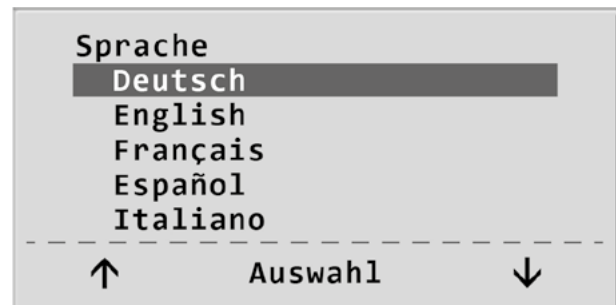 Sprache
Deutsch
English
Français
Español
Italiano
↑ Auswahl ↓